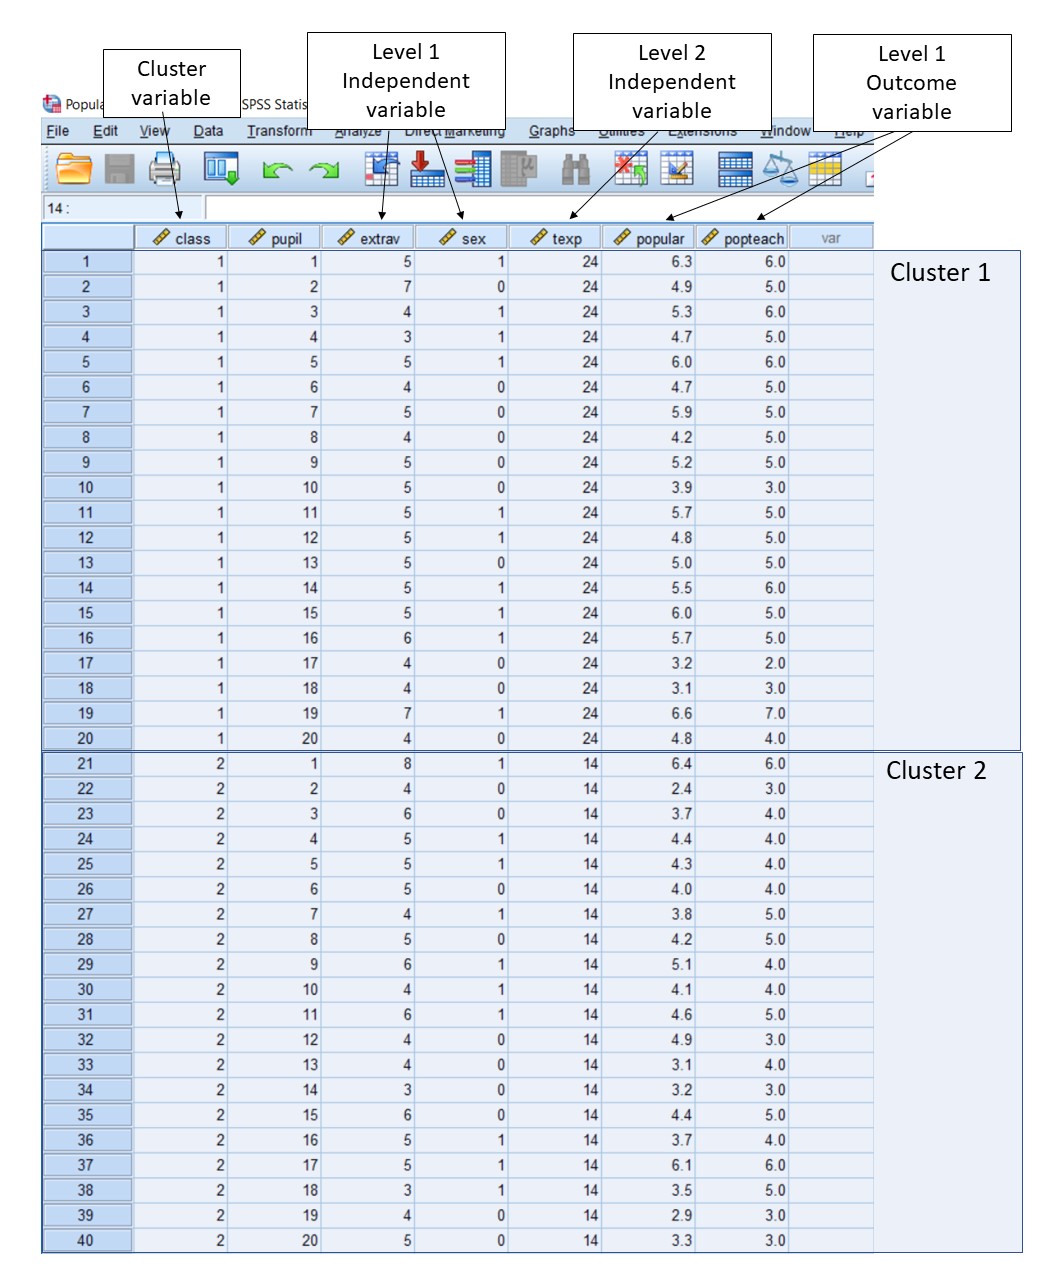 Cluster
variable
Level 1
Independent
variable
Level 2
Independent
variable
Level 1
Outcome
variable
Popula SPSS Statis
File Edit View Data Transform Analyze Direct Marketing Graphs Utilities Extensions Window Help
14 :
class pupil extrav sex texp popular popteach var
1 1 1 5 1 24 6.3 6.0
Cluster 1
2 1 2 7 0 24 4.9 5.0
3 1 3 4 1 24 5.3 6.0
4 1 4 3 1 24 4.7 5.0
5 1 5 5 1 24 6.0 6.0
6 1 6 4 0 24 4.7 5.0
7 1 7 5 0 24 5.9 5.0
8 1 8 4 0 24 4.2 5.0
9 1 9 5 0 24 5.2 5.0
10 1 10 5 0 24 3.9 3.0
11 1 11 5 1 24 5.7 5.0
12 1 12 5 1 24 4.8 5.0
13 1 13 5 0 24 5.0 5.0
14 1 14 5 1 24 5.5 6.0
15 1 15 5 1 24 6.0 5.0
16 1 16 6 1 24 5.7 5.0
17 1 17 4 0 24 3.2 2.0
18 1 18 4 0 24 3.1 3.0
19 1 19 7 1 24 6.6 7.0
20 1 20 4 0 24 4.8 4.0
21 2 1 8 1 14 6.4 6.0
Cluster 2
22 2 2 4 0 14 2.4 3.0
23 2 3 6 0 14 3.7 4.0
24 2 4 5 1 14 4.4 4.0
25 2 5 5 1 14 4.3 4.0
26 2 6 5 0 14 4.0 4.0
27 2 7 4 1 14 3.8 5.0
28 2 8 5 0 14 4.2 5.0
29 2 9 6 1 14 5.1 4.0
30 2 10 4 1 14 4.1 4.0
31 2 11 6 1 14 4.6 5.0
32 2 12 4 0 14 4.9 3.0
33 2 13 4 0 14 3.1 4.0
34 2 14 3 0 14 3.2 3.0
35 2 15 6 0 14 4.4 5.0
36 2 16 5 1 14 3.7 4.0
37 2 17 5 1 14 6.1 6.0
38 2 18 3 1 14 3.5 5.0
39 2 19 4 0 14 2.9 3.0
40 2 20 5 0 14 3.3 3.0